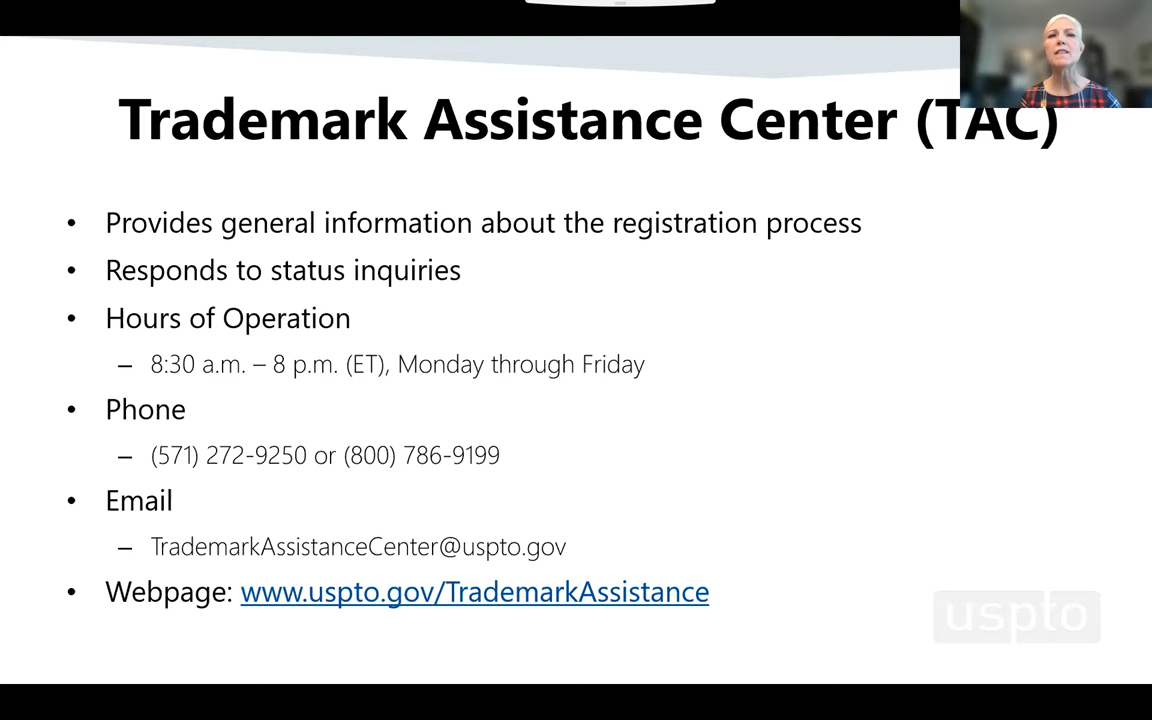 Trademark Assistance Center (TAC)
• Provides general information about the registration process
• Responds to status inquiries
• Hours of Operation
– 8:30 a.m. – 8 p.m. (ET), Monday through Friday
• Phone
– (571) 272-9250 or (800) 786-9199
• Email
– TrademarkAssistanceCenter@uspto.gov
• Webpage: www.uspto.gov/TrademarkAssistance
uspto